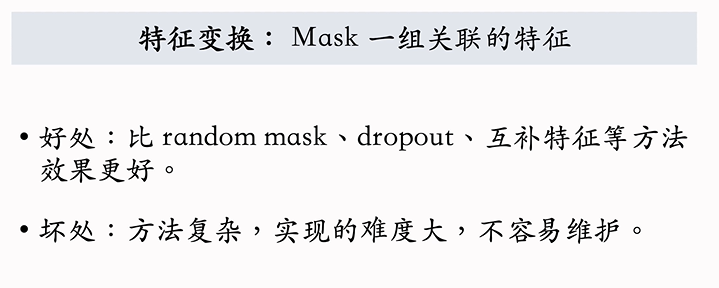 特征变换： Mask 一组关联的特征
• 好处：比 random mask、dropout、互补特征等方法
效果更好。
• 坏处：方法复杂，实现的难度大，不容易维护。